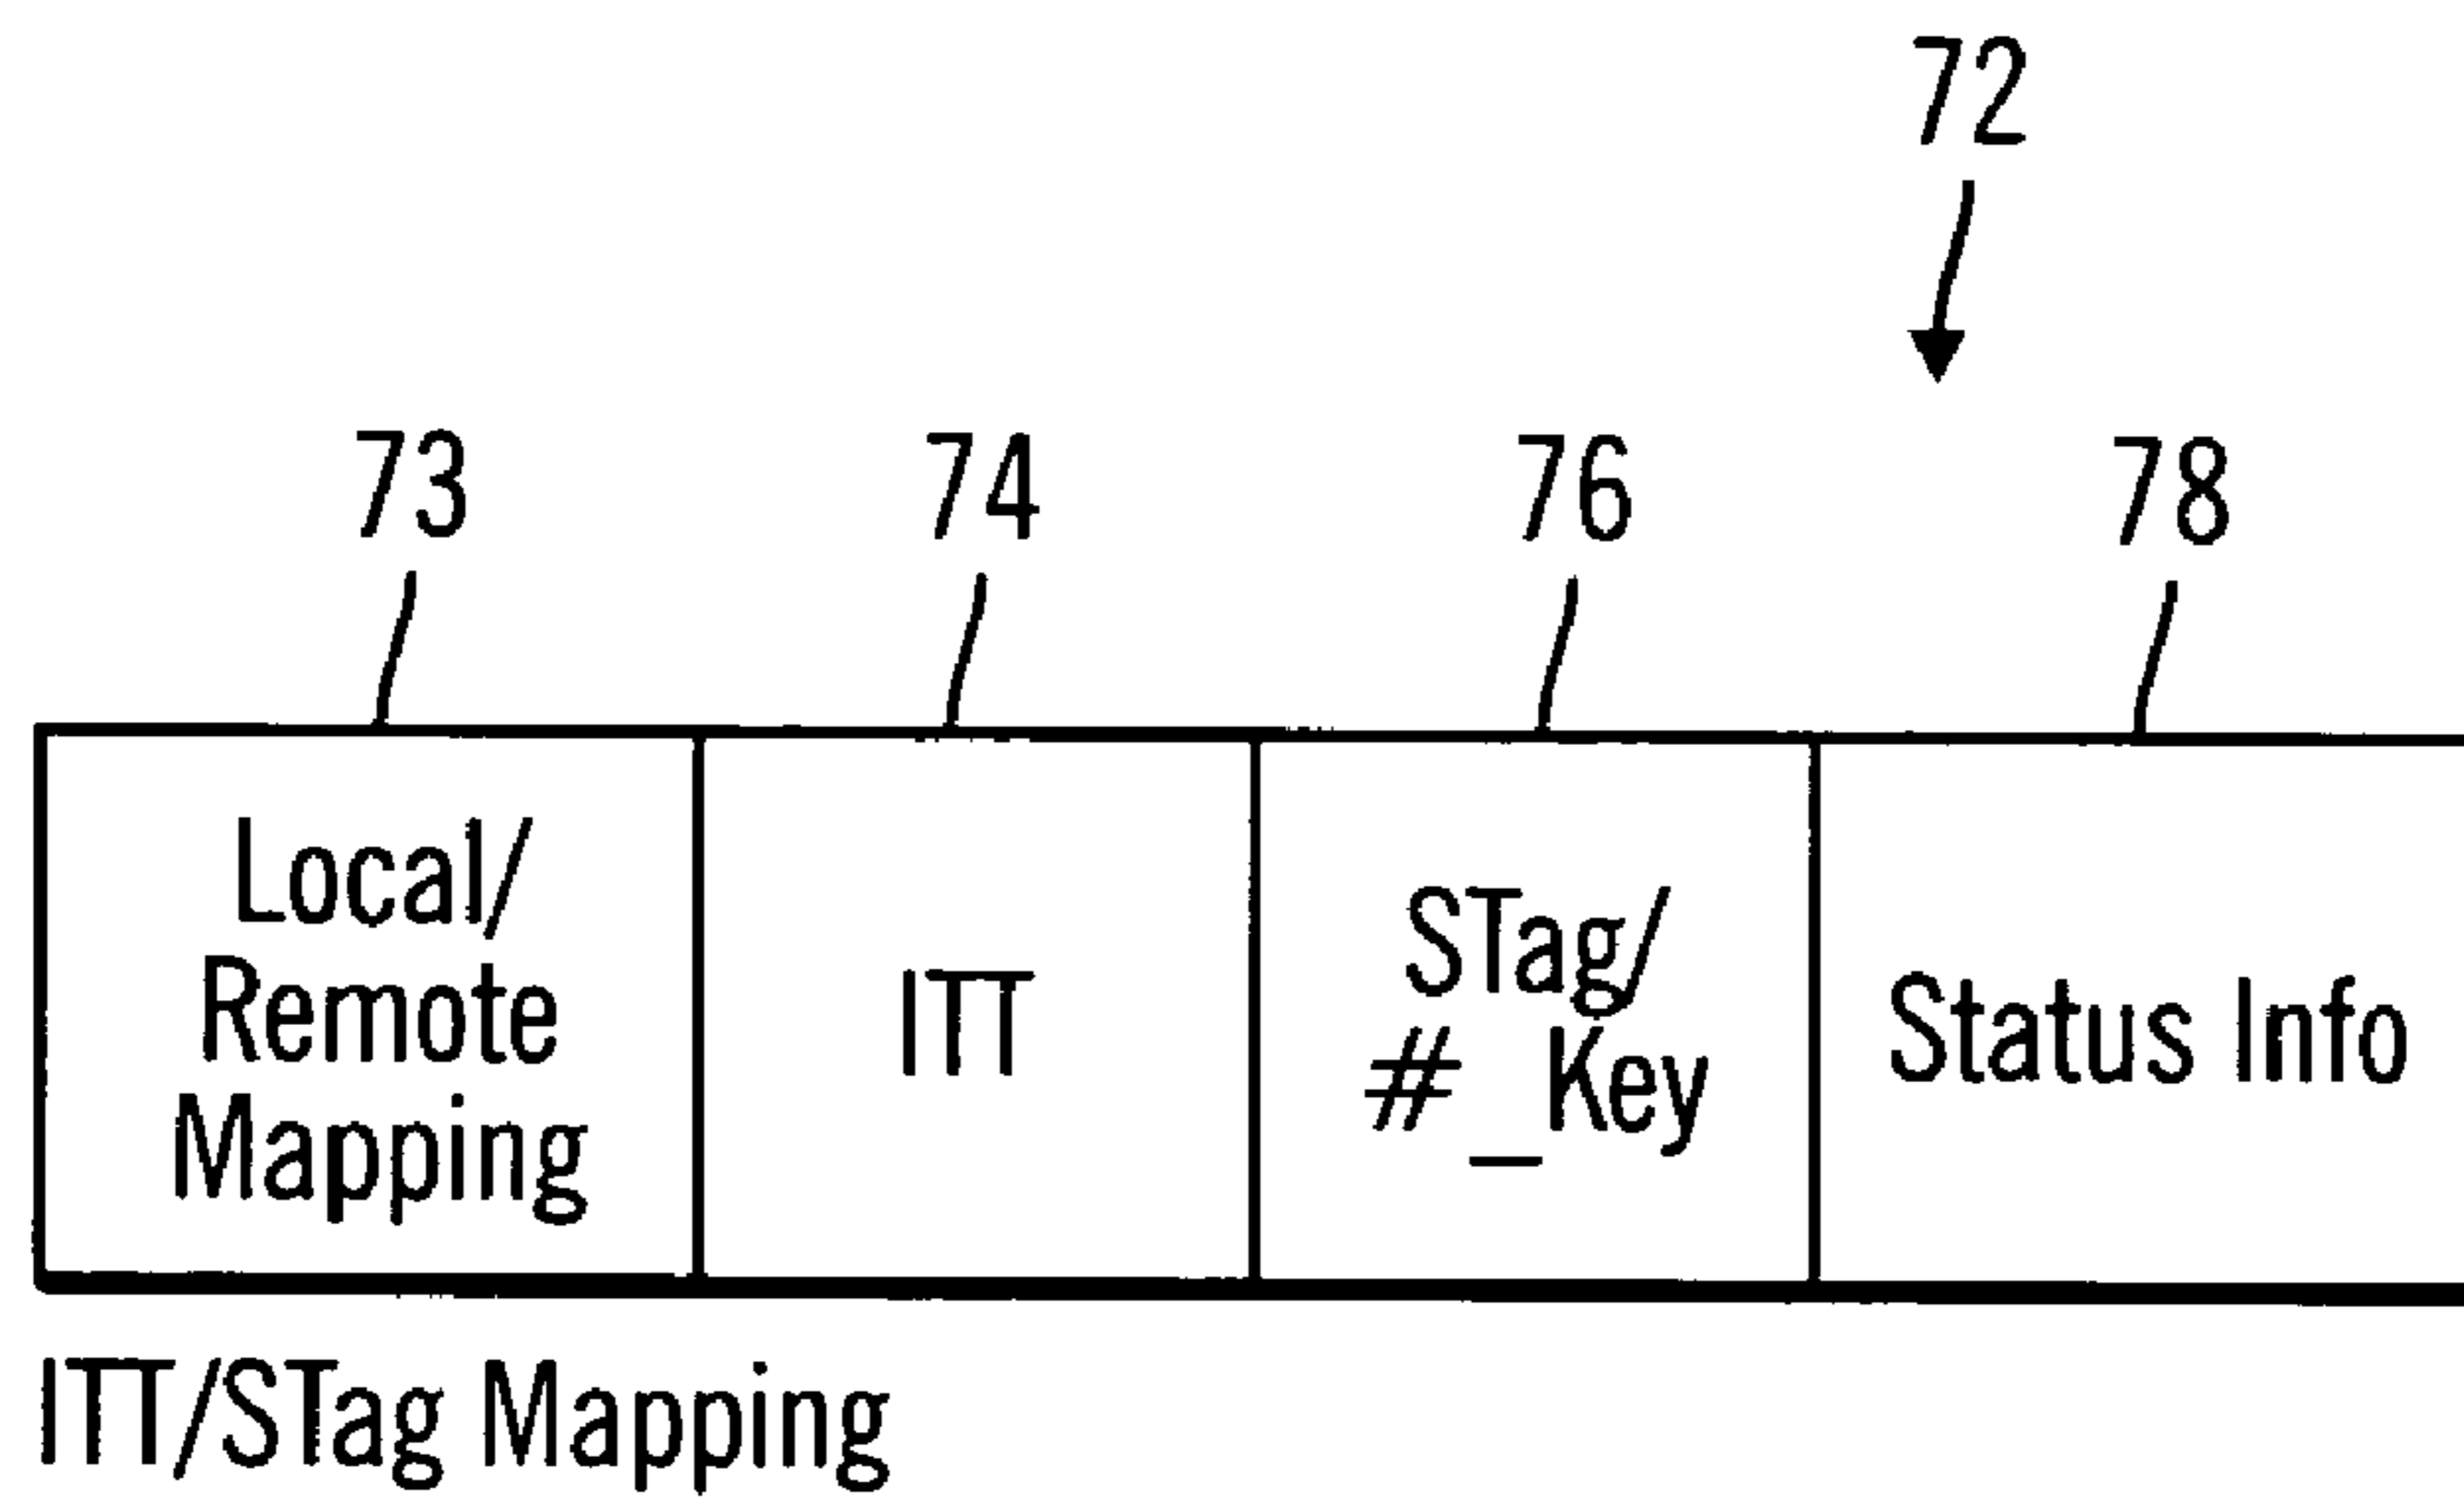 72
73 74 76 78
Local/
Remote
Mapping
ITT
STag/
#_Key
Status Info
ITT/STag Mapping